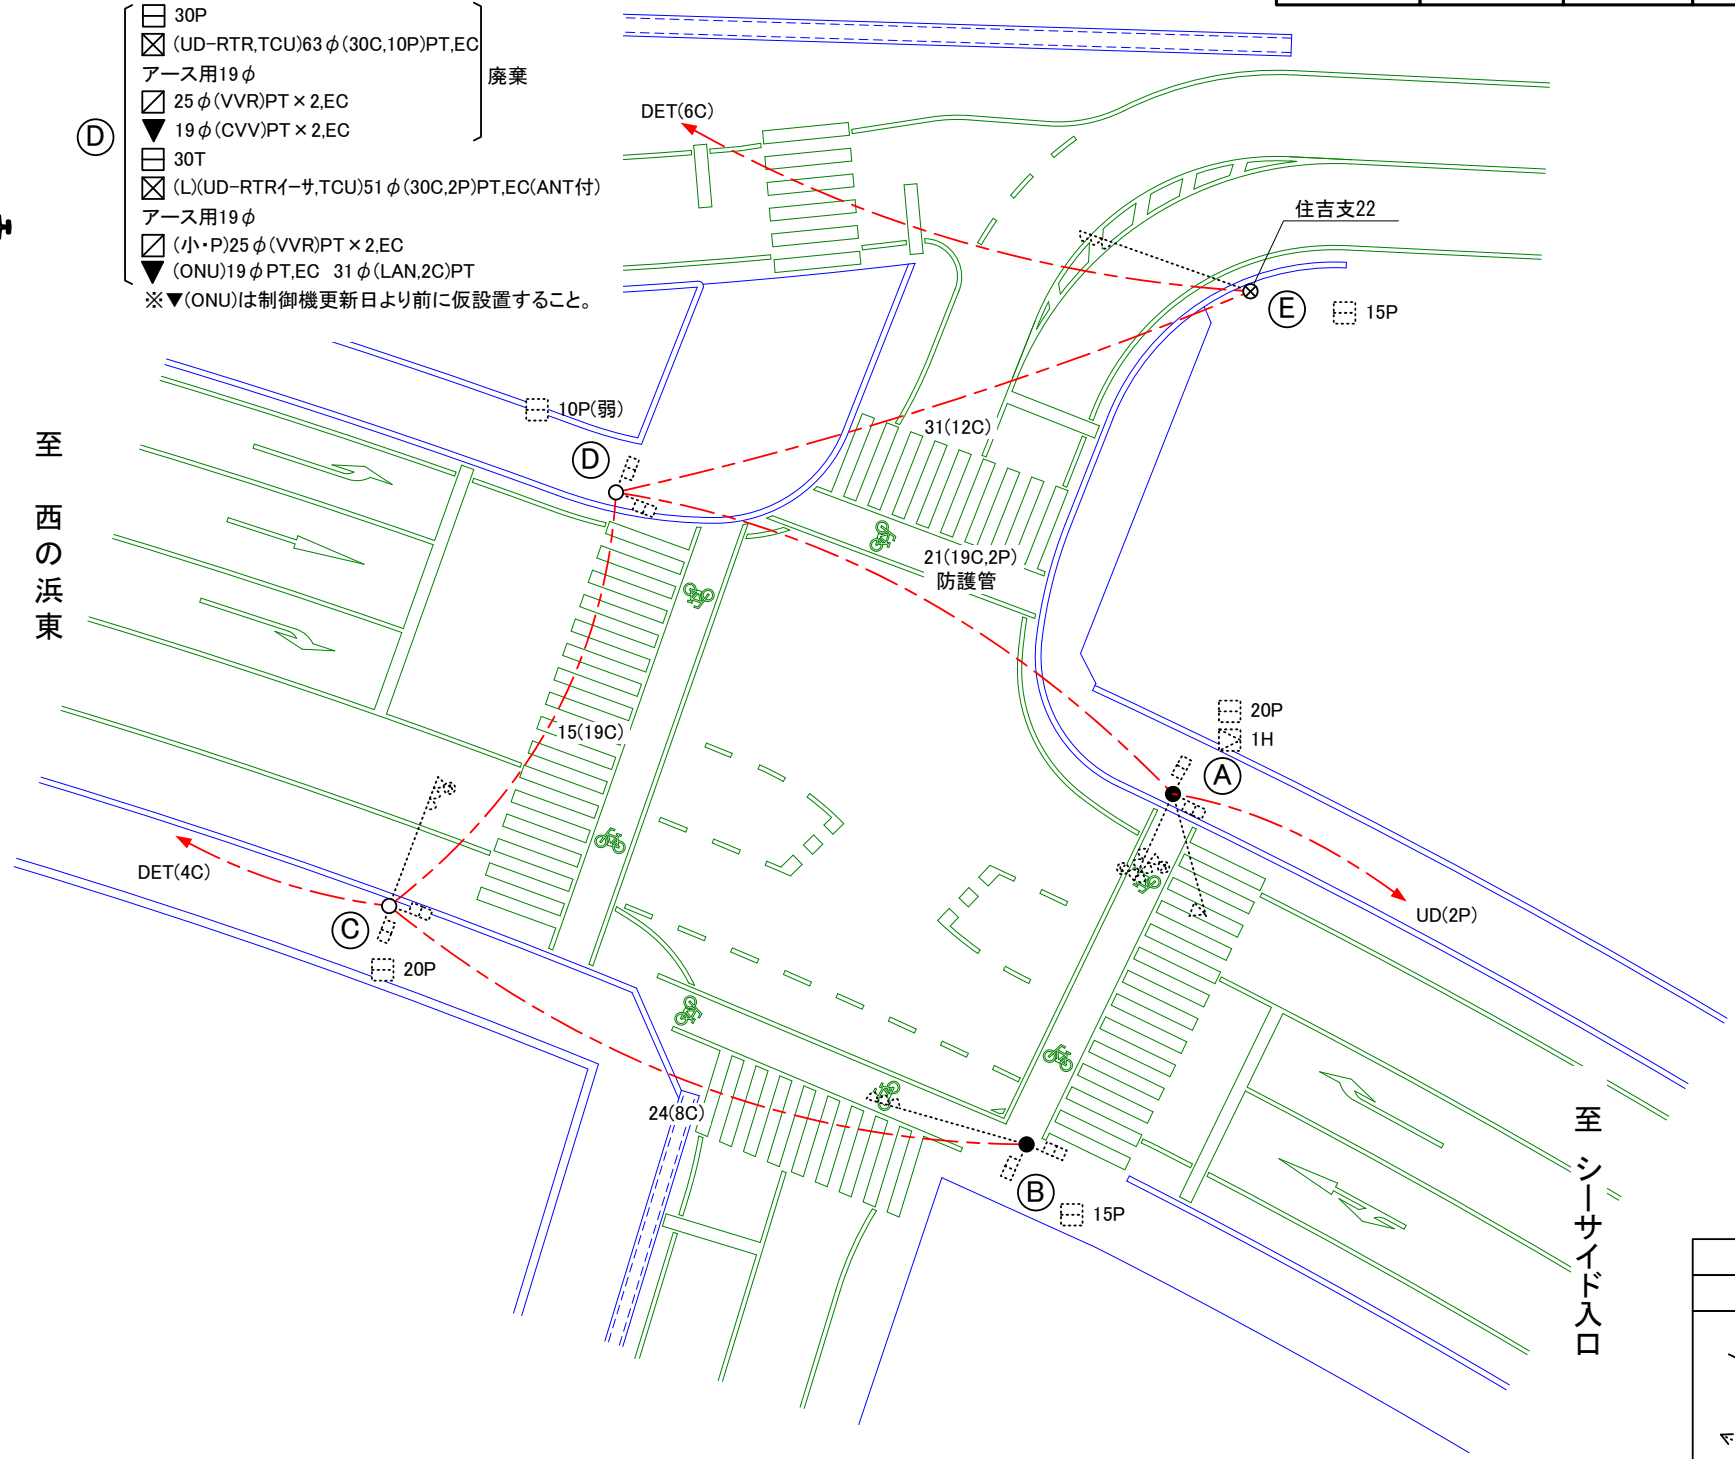 30P
(UD-RTR,TCU)63φ(30C,10P)PT,EC
アース用19φ
25φ(VVR)PT×2,EC
19φ(CVV)PT×2,EC
廃棄
D
30T
(L)(UD-RTRイーサ,TCU)51φ(30C,2P)PT,EC(ANT付)
アース用19φ
(小・P)25φ(VVR)PT×2,EC
(ONU)19φPT,EC 31φ(LAN,2C)PT
※▼(ONU)は制御機更新日より前に仮設置すること。
DET(6C)
住吉支22
E
15P
10P(弱)
D
31(12C)
至 西の浜東
21(19C,2P)
防護管
15(19C)
20P
1H
A
DET(4C)
UD(2P)
C
20P
24(8C)
B
15P
至 シーサイド入口